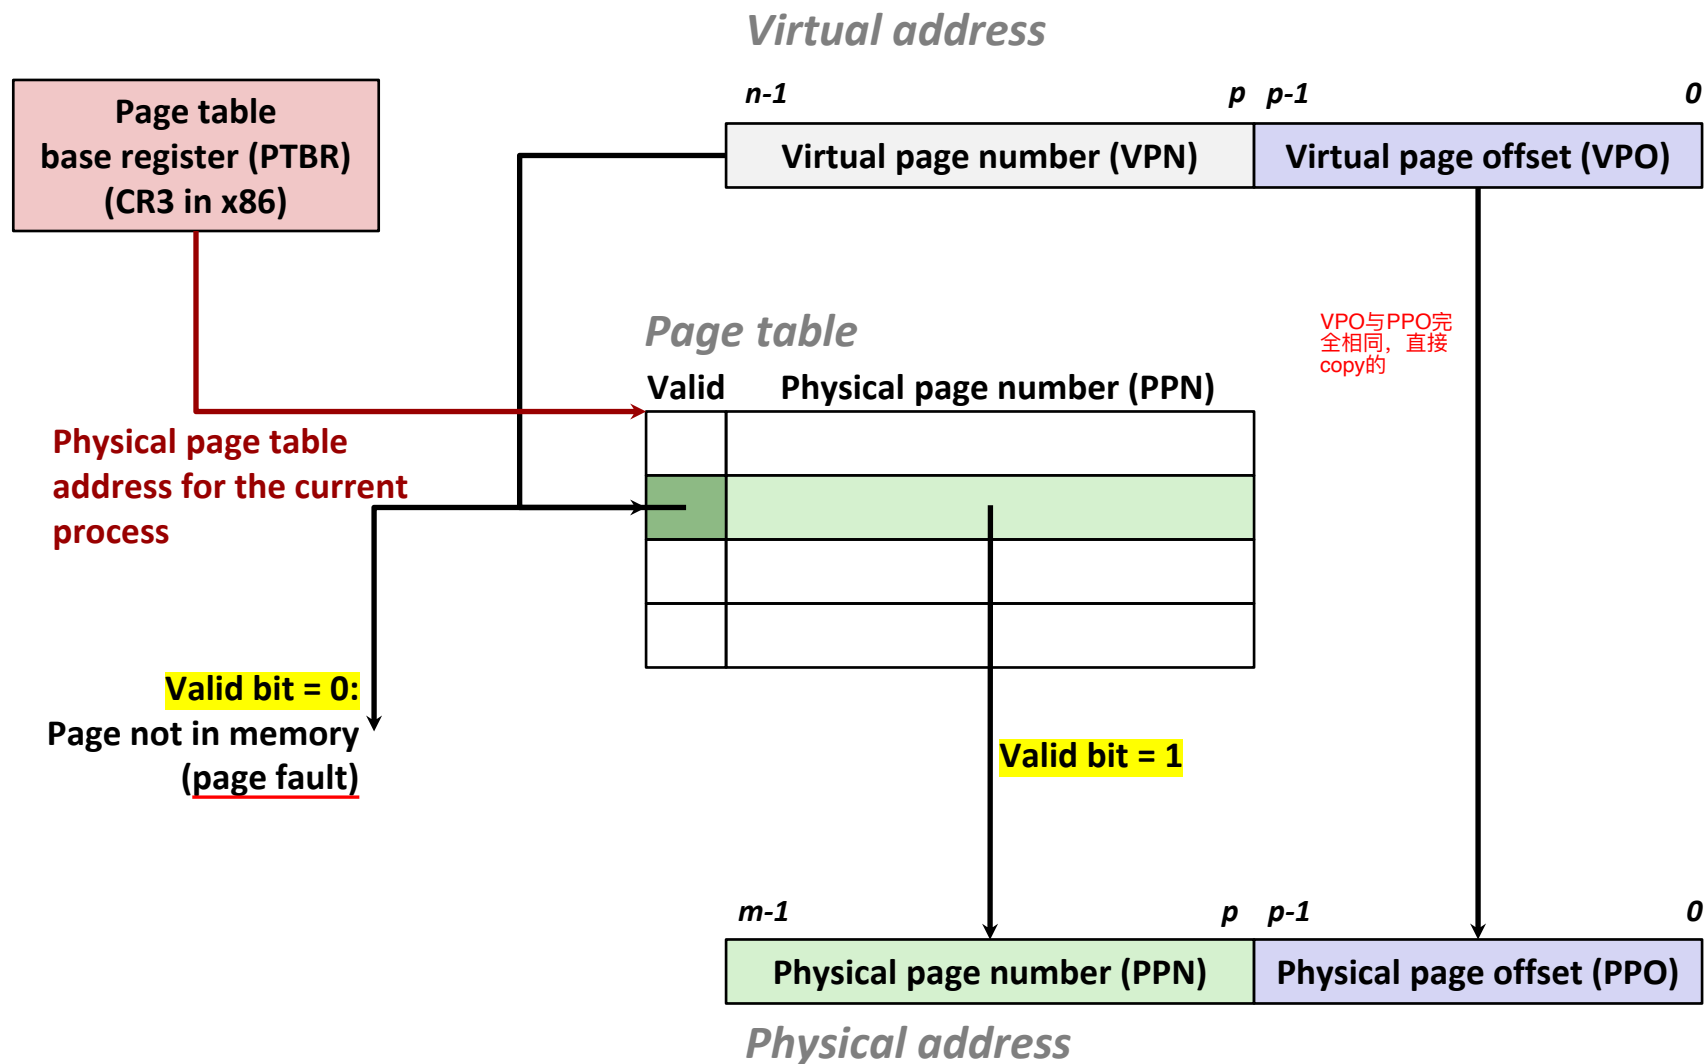 Virtual address
Page table
base register (PTBR)
(CR3 in x86)
n-1 p p-1 0
Virtual page number (VPN) Virtual page offset (VPO)
VPO与PPO完
全相同，直接
copy的
Page table
Valid Physical page number (PPN)
Physical page table
address for the current
process
Valid bit = 0:
Page not in memory
(page fault)
Valid bit = 1
m-1 p p-1 0
Physical page number (PPN) Physical page offset (PPO)
Physical address